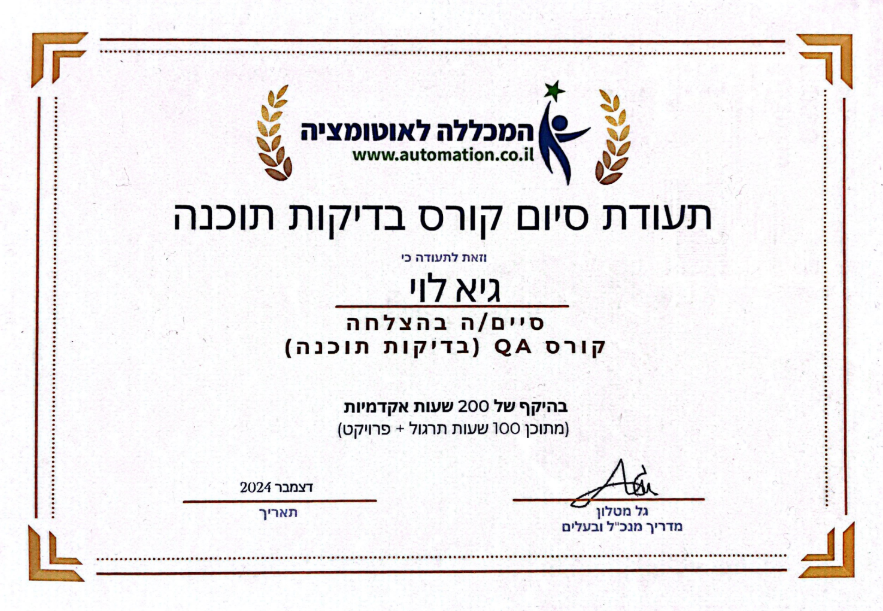 המכללה לאוטומציה
www.automation.co.il
תעודת סיום קורס בדיקות תוכנה
וזאת לתעודה כי
גיא לוי
סיים/ה בהצלחה
קורס QA (בדיקות תוכנה)
בהיקף של 200 שעות אקדמיות
(מתוכן 100 שעות תרגול + פרויקט)
דצמבר 2024
תאריך
גל מטלון
מדריך מנכ"ל ובעלים